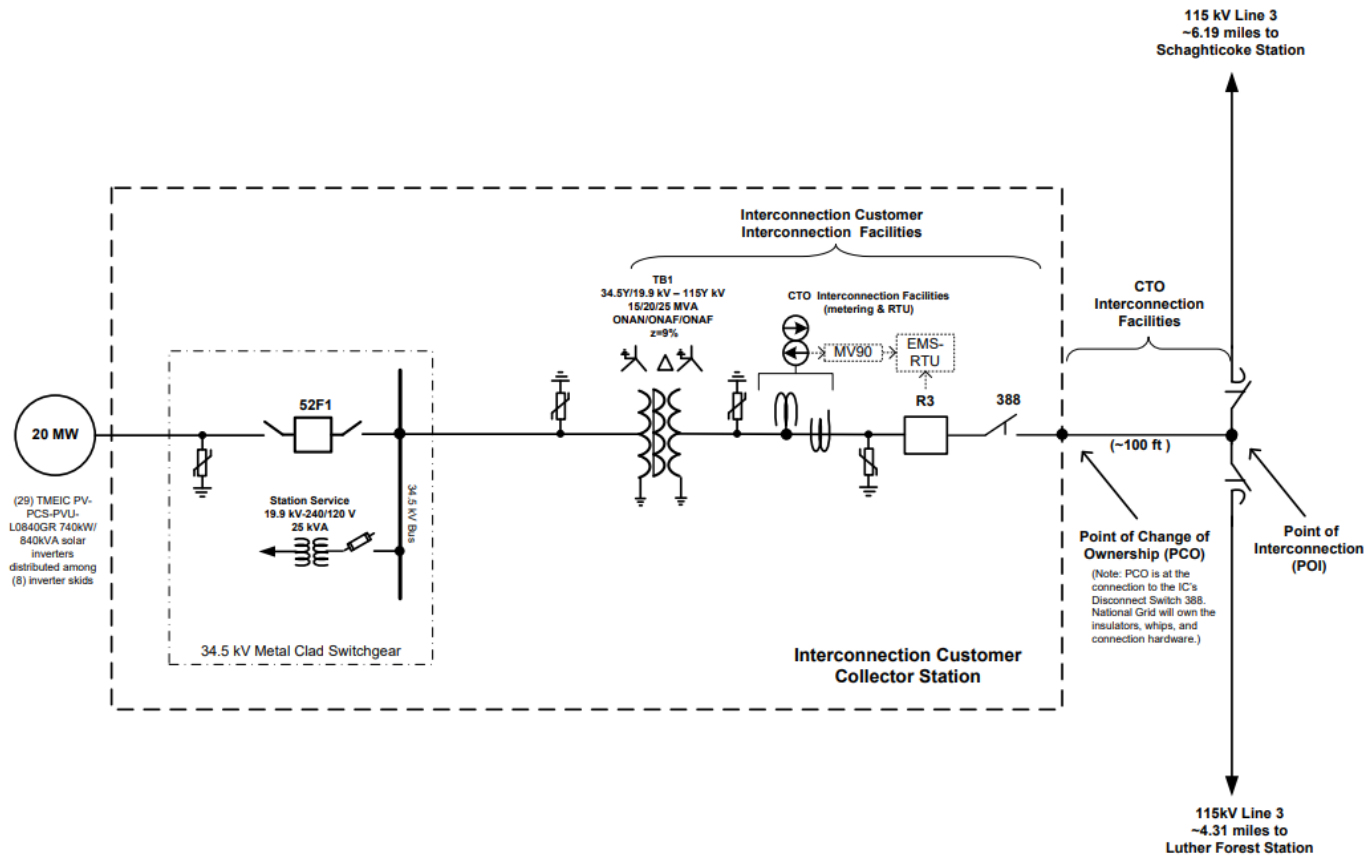 115 kV Line 3
~6.19 miles to
Schaghticoke Station
Interconnection Customer
Interconnection Facilities
TB1
34.5Y/19.9 kV – 115Y kV
15/20/25 MVA
ONAN/ONAF/ONAF
z=9%
CTO Interconnection Facilities
(metering & RTU)
MV90
EMS-
RTU
CTO
Interconnection
Facilities
R3
388
52F1
20 MW
(~100 ft )
(29) TMEIC PV-
PCS-PVU-
L0840GR 740kW/
840kVA solar
inverters
distributed among
(8) inverter skids
Station Service
19.9 kV-240/120 V
25 kVA
34.5 kV Bus
34.5 kV Metal Clad Switchgear
Point of Change of
Ownership (PCO)
(Note: PCO is at the
connection to the IC's
Disconnect Switch 388.
National Grid will own the
insulators, whips, and
connection hardware.)
Point of
Interconnection
(POI)
Interconnection Customer
Collector Station
115kV Line 3
~4.31 miles to
Luther Forest Station